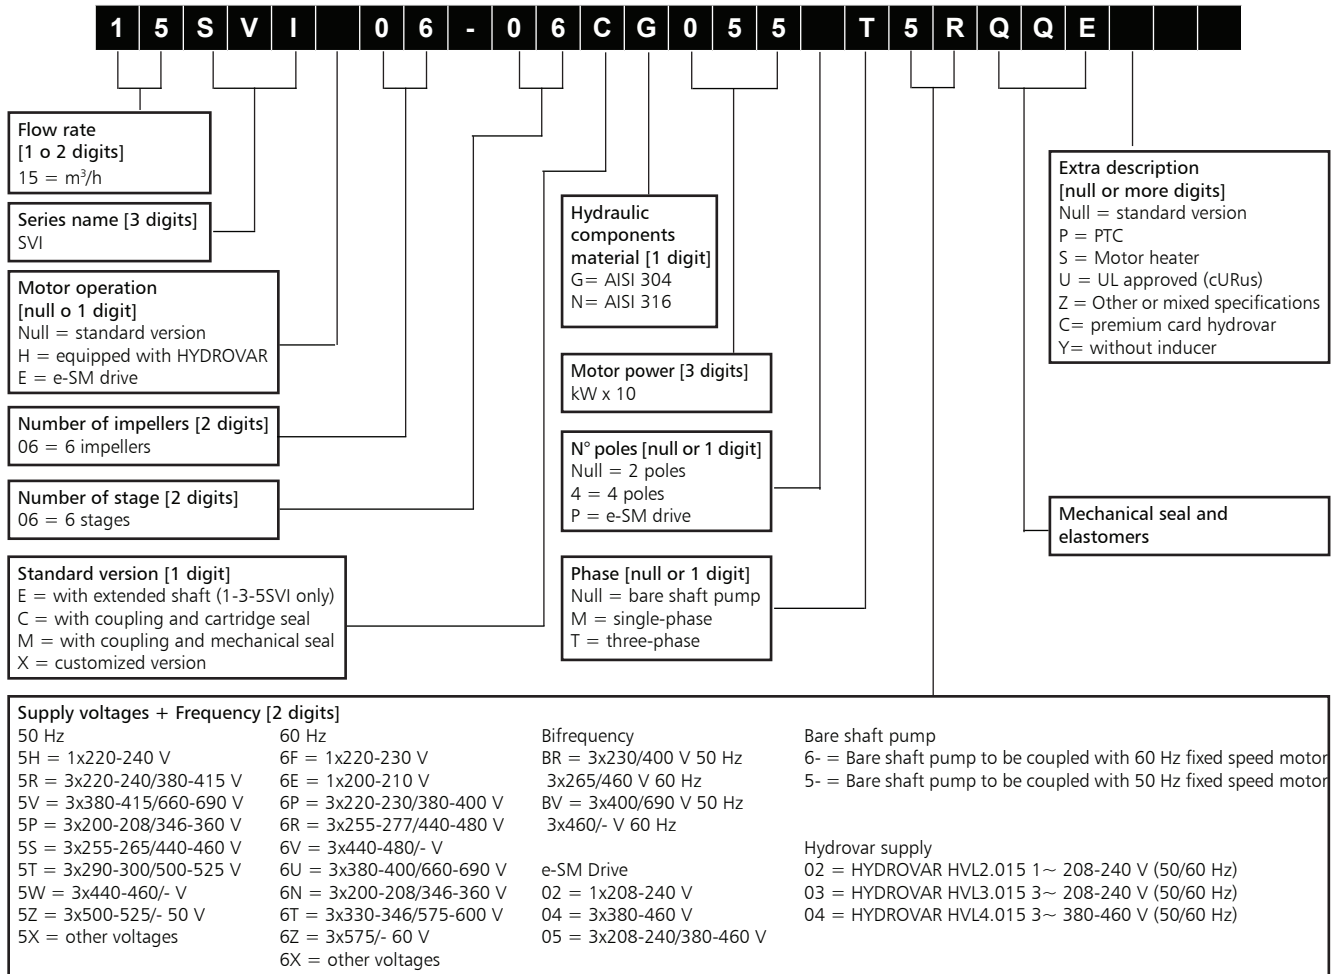 15SVI 06-06CG055 T5RQQE
Flow rate
[1 o 2 digits]
15 = m³/h
Series name [3 digits]
SVI
Motor operation
[null o 1 digit]
Null = standard version
H = equipped with HYDROVAR
E = e-SM drive
Number of impellers [2 digits]
06 = 6 impellers
Number of stage [2 digits]
06 = 6 stages
Standard version [1 digit]
E = with extended shaft (1-3-5SVI only)
C = with coupling and cartridge seal
M = with coupling and mechanical seal
X = customized version
Hydraulic
components
material [1 digit]
G= AISI 304
N= AISI 316
Motor power [3 digits]
kW x 10
N° poles [null or 1 digit]
Null = 2 poles
4 = 4 poles
P = e-SM drive
Phase [null or 1 digit]
Null = bare shaft pump
M = single-phase
T = three-phase
Extra description
[null or more digits]
Null = standard version
P = PTC
S = Motor heater
U = UL approved (cURus)
Z = Other or mixed specifications
C= premium card hydrovar
Y= without inducer
Mechanical seal and
elastomers
Supply voltages + Frequency [2 digits]
50 Hz
5H = 1x220-240 V
5R = 3x220-240/380-415 V
5V = 3x380-415/660-690 V
5P = 3x200-208/346-360 V
5S = 3x255-265/440-460 V
5T = 3x290-300/500-525 V
5W = 3x440-460/- V
5Z = 3x500-525/- 50 V
5X = other voltages
60 Hz
6F = 1x220-230 V
6E = 1x200-210 V
6P = 3x220-230/380-400 V
6R = 3x255-277/440-480 V
6V = 3x440-480/- V
6U = 3x380-400/660-690 V
6N = 3x200-208/346-360 V
6T = 3x330-346/575-600 V
6Z = 3x575/- 60 V
6X = other voltages
Bifrequency
BR = 3x230/400 V 50 Hz
3x265/460 V 60 Hz
BV = 3x400/690 V 50 Hz
3x460/- V 60 Hz
e-SM Drive
02 = 1x208-240 V
04 = 3x380-460 V
05 = 3x208-240/380-460 V
Bare shaft pump
6- = Bare shaft pump to be coupled with 60 Hz fixed speed motor
5- = Bare shaft pump to be coupled with 50 Hz fixed speed motor
Hydrovar supply
02 = HYDROVAR HVL2.015 1~ 208-240 V (50/60 Hz)
03 = HYDROVAR HVL3.015 3~ 208-240 V (50/60 Hz)
04 = HYDROVAR HVL4.015 3~ 380-460 V (50/60 Hz)